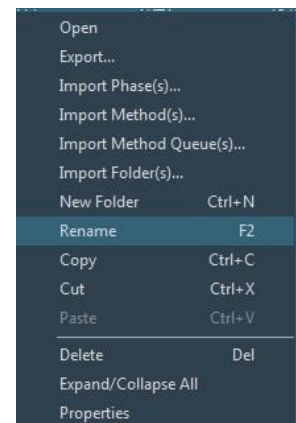 Open
Export...
Import Phase(s)...
Import Method(s)...
Import Method Queue(s)...
Import Folder(s)...
New Folder Ctrl+N
Rename F2
Copy Ctrl+C
Cut Ctrl+X
Paste Ctrl+V
Delete Del
Expand/Collapse All
Properties